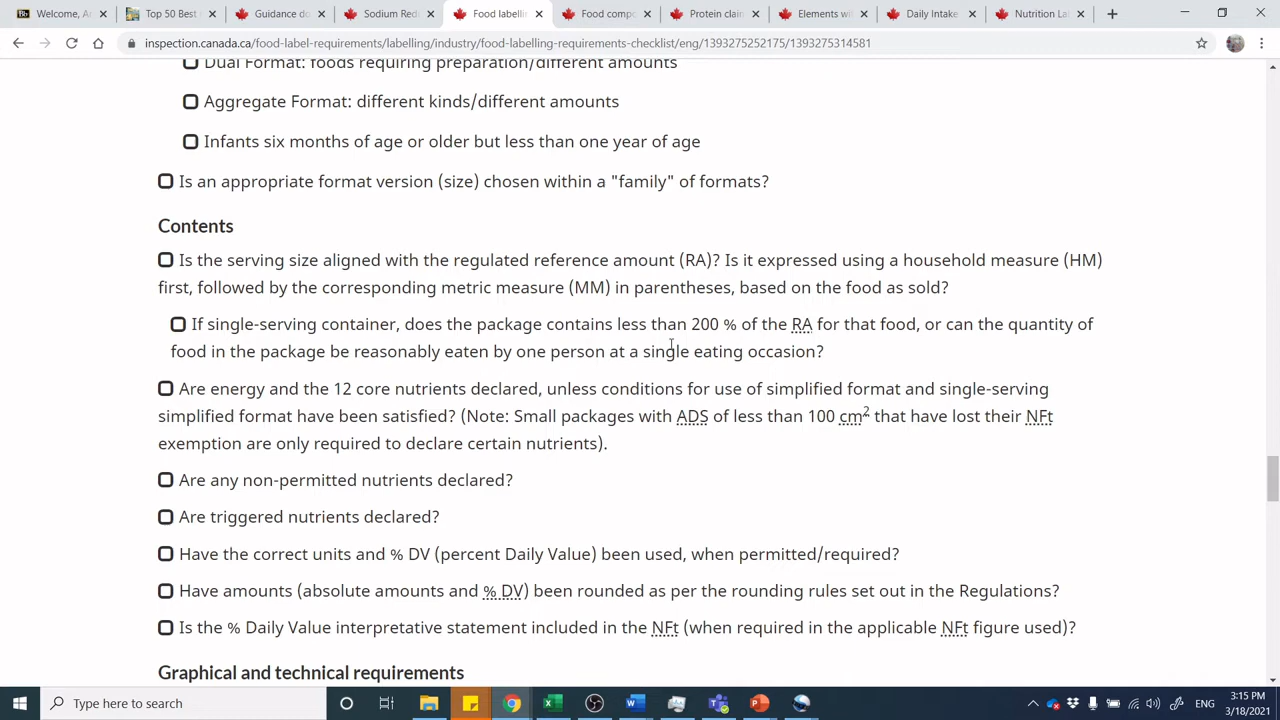 Welcome, A
Top 50 Best
Guidance do
Sodium Red
Food labelli
Food compo
Protein clain
Elements wi
Daily Intake
Nutrition La
inspection.canada.ca/food-label-requirements/labelling/industry/food-labelling-requirements-checklist/eng/1393275252175/1393275314581
Dual Format: foods requiring preparation/different amounts
Aggregate Format: different kinds/different amounts
Infants six months of age or older but less than one year of age
Is an appropriate format version (size) chosen within a "family" of formats?
Contents
Is the serving size aligned with the regulated reference amount (RA)? Is it expressed using a household measure (HM)
first, followed by the corresponding metric measure (MM) in parentheses, based on the food as sold?
If single-serving container, does the package contains less than 200 % of the RA for that food, or can the quantity of
food in the package be reasonably eaten by one person at a single eating occasion?
Are energy and the 12 core nutrients declared, unless conditions for use of simplified format and single-serving
simplified format have been satisfied? (Note: Small packages with ADS of less than 100 cm² that have lost their NFt
exemption are only required to declare certain nutrients).
Are any non-permitted nutrients declared?
Are triggered nutrients declared?
Have the correct units and % DV (percent Daily Value) been used, when permitted/required?
Have amounts (absolute amounts and % DV) been rounded as per the rounding rules set out in the Regulations?
Is the % Daily Value interpretative statement included in the NFt (when required in the applicable NFt figure used)?
Graphical and technical requirements
Type here to search
ENG
3:15 PM
3/18/2021